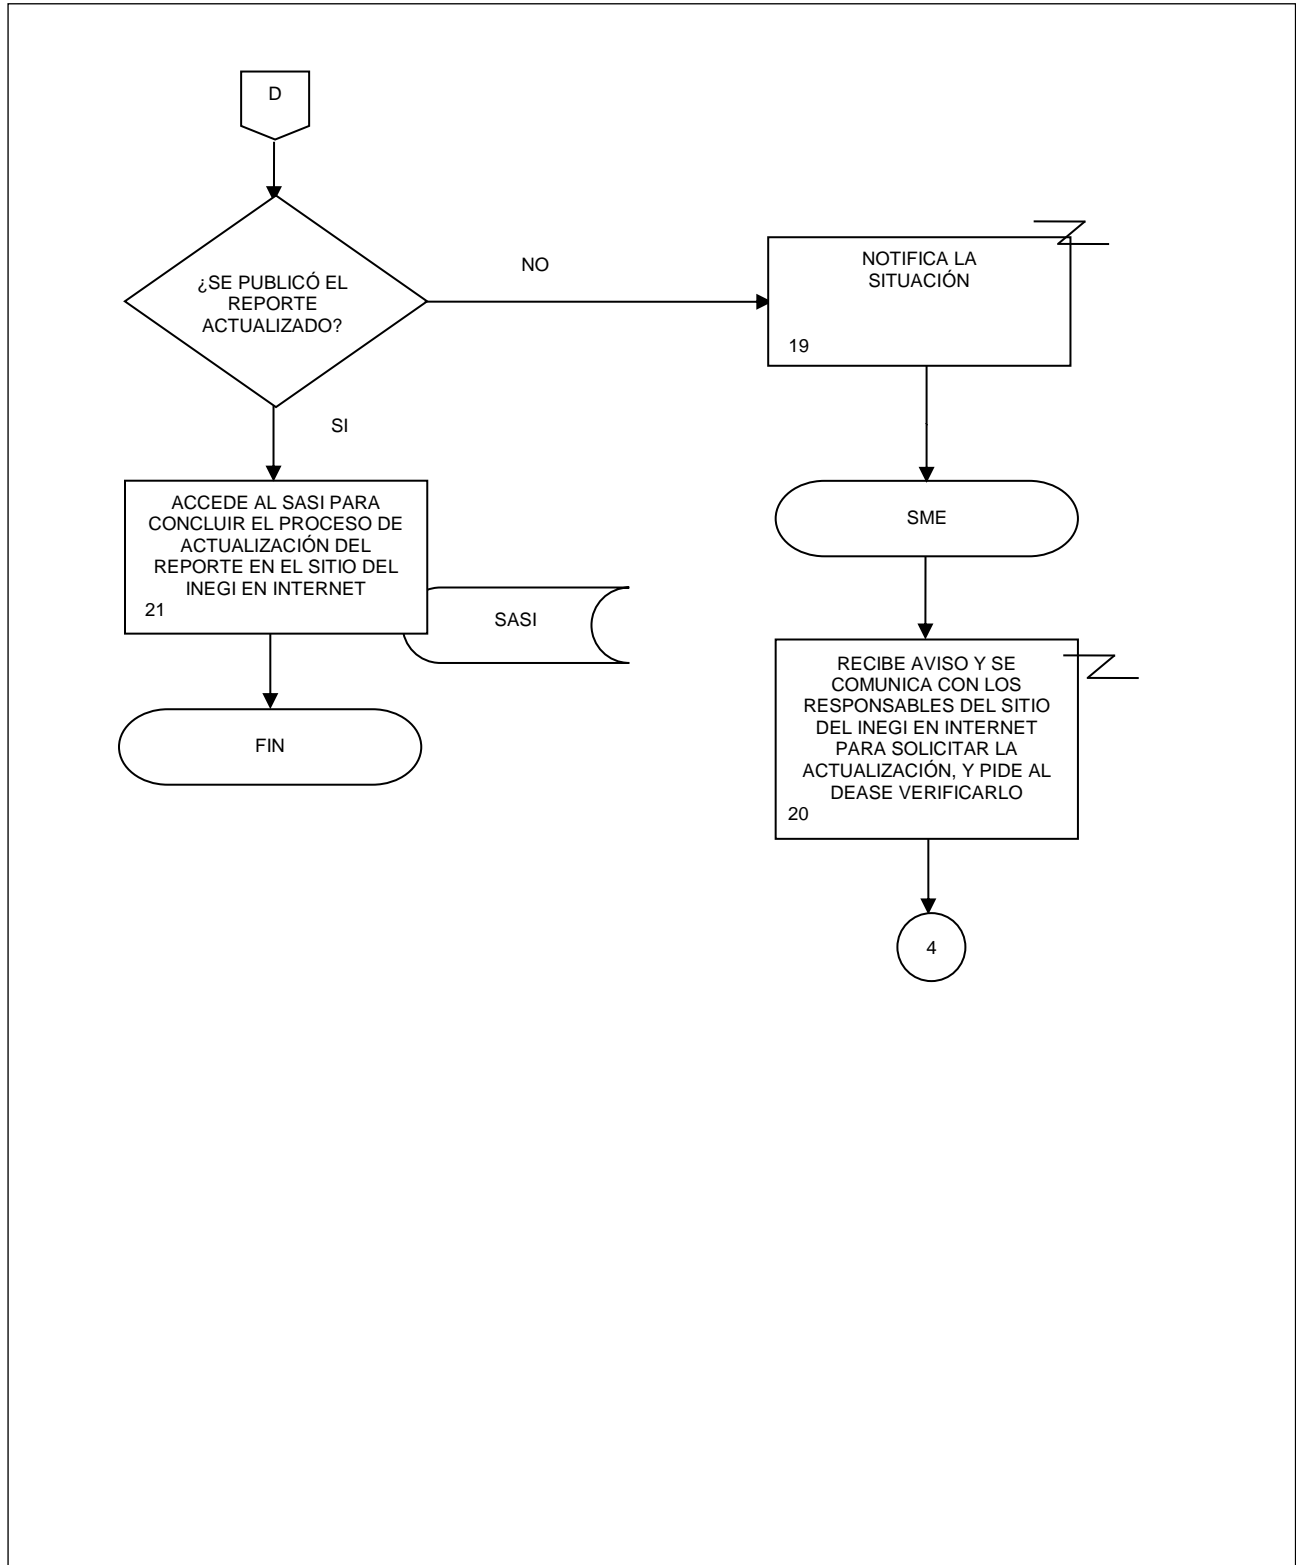 D
¿SE PUBLICÓ EL
REPORTE
ACTUALIZADO?
NO
NOTIFICA LA
SITUACIÓN
19
SI
ACCEDE AL SASI PARA
CONCLUIR EL PROCESO DE
ACTUALIZACIÓN DEL
REPORTE EN EL SITIO DEL
INEGI EN INTERNET
21
SASI
FIN
SME
RECIBE AVISO Y SE
COMUNICA CON LOS
RESPONSABLES DEL SITIO
DEL INEGI EN INTERNET
PARA SOLICITAR LA
ACTUALIZACIÓN, Y PIDE AL
DEASE VERIFICARLO
20
4